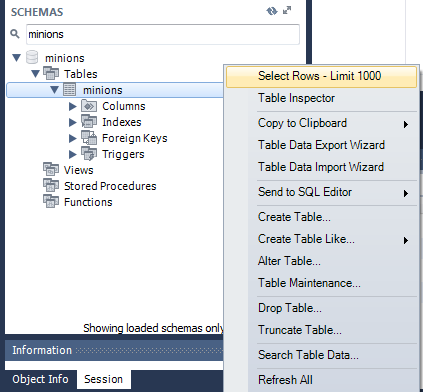 SCHEMAS
minions
minions
Tables
minions
Columns
Indexes
Foreign Keys
Triggers
Views
Stored Procedures
Functions
Showing loaded schemas only
Information
Object Info Session
Select Rows - Limit 1000
Table Inspector
Copy to Clipboard
Table Data Export Wizard
Table Data Import Wizard
Send to SQL Editor
Create Table...
Create Table Like...
Alter Table...
Table Maintenance...
Drop Table...
Truncate Table...
Search Table Data...
Refresh All